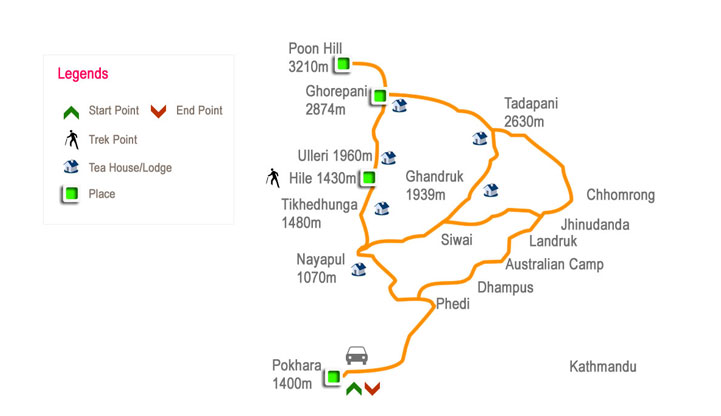 Legends
Start Point
End Point
Trek Point
Tea House/Lodge
Place
Poon Hill
3210m
Ghorepani
2874m
Tadapani
2630m
Ulleri 1960m
Hile 1430m
Ghandruk
1939m
Tikhedhunga
1480m
Chhomrong
Jhinudanda
Siwai
Landruk
Nayapul
1070m
Australian Camp
Dhampus
Phedi
Pokhara
1400m
Kathmandu